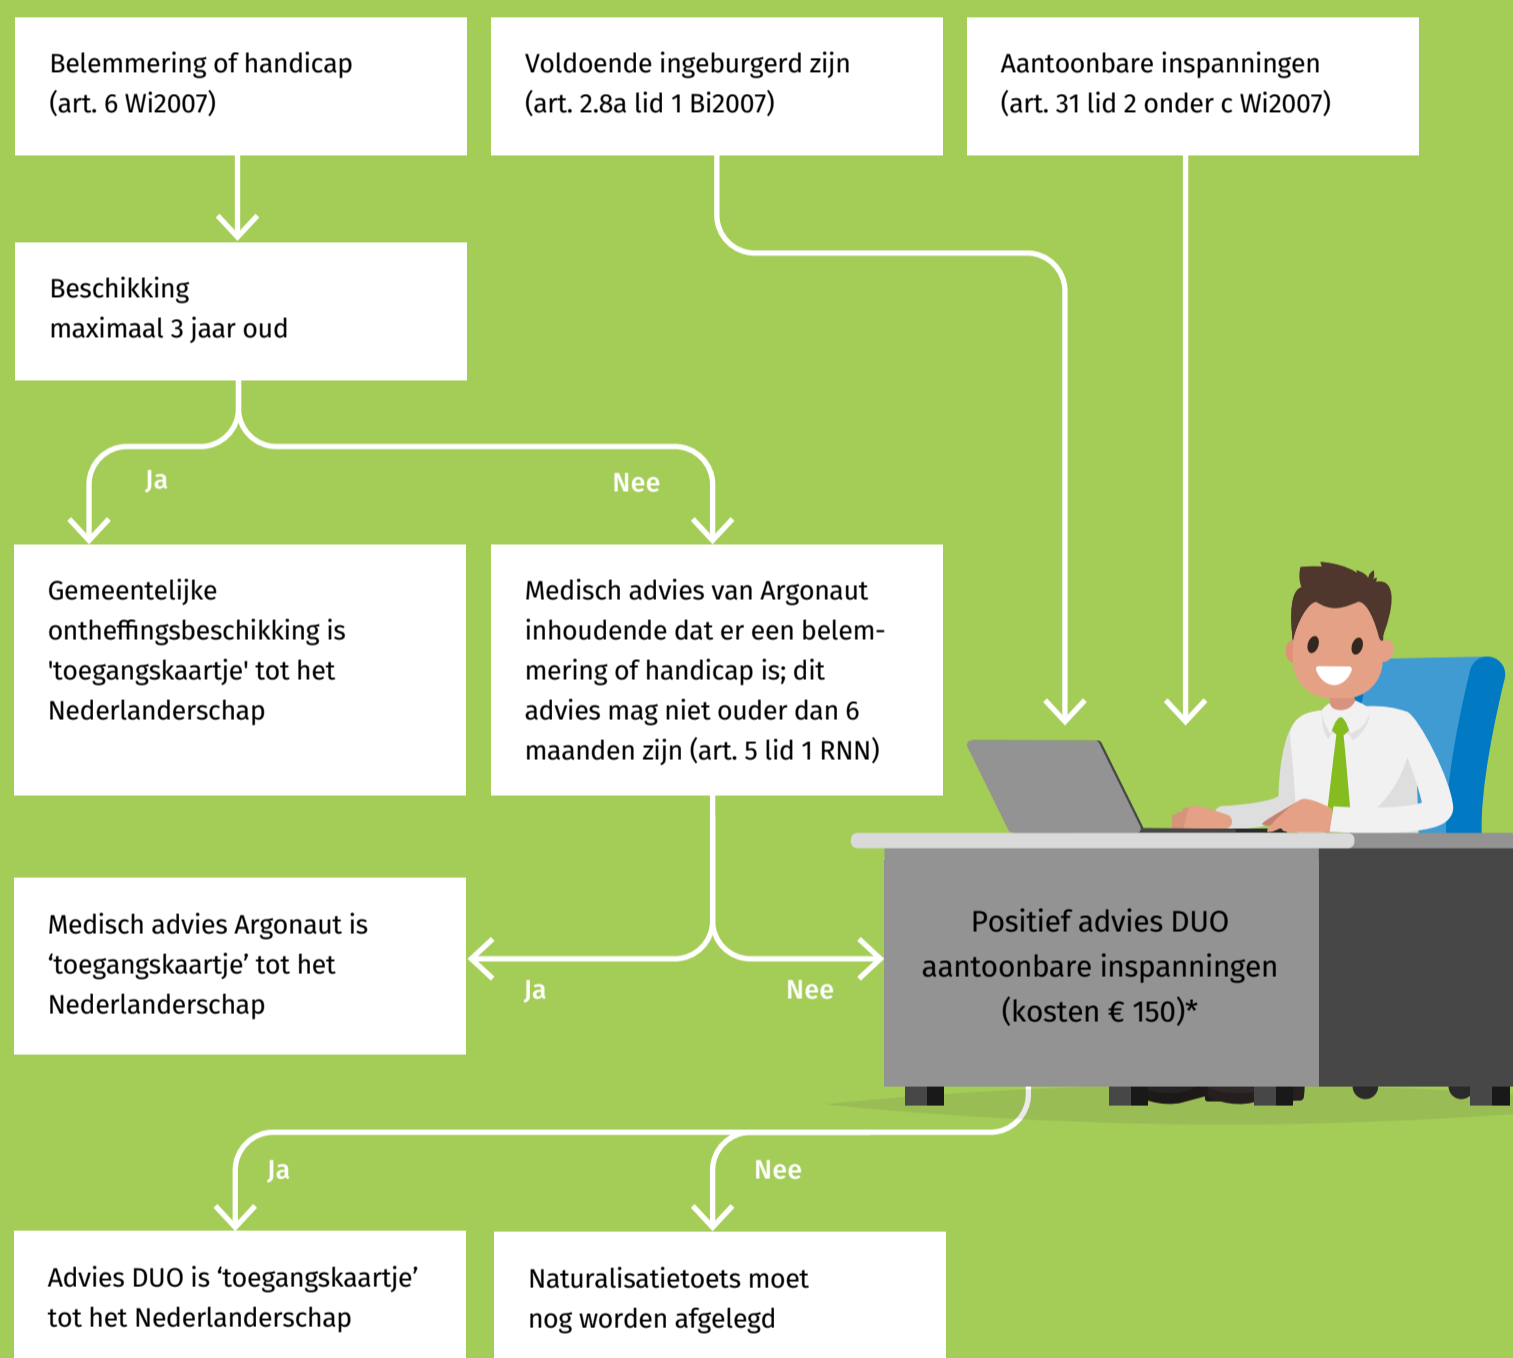 Belemmering of handicap
(art. 6 Wi2007)
Voldoende ingeburgerd zijn
(art. 2.8a lid 1 Bi2007)
Aantoonbare inspanningen
(art. 31 lid 2 onder c Wi2007)
Beschikking
maximaal 3 jaar oud
Ja
Nee
Gemeentelijke
ontheffingsbeschikking is
'toegangskaartje' tot het
Nederlanderschap
Medisch advies van Argonaut
inhoudende dat er een belem-
mering of handicap is; dit
advies mag niet ouder dan 6
maanden zijn (art. 5 lid 1 RNN)
Medisch advies Argonaut is
‘toegangskaartje’ tot het
Nederlanderschap
Ja
Nee
Positief advies DUO
aantoonbare inspanningen
(kosten € 150)*
Ja
Nee
Advies DUO is ‘toegangskaartje’
tot het Nederlanderschap
Naturalisatietoets moet
nog worden afgelegd